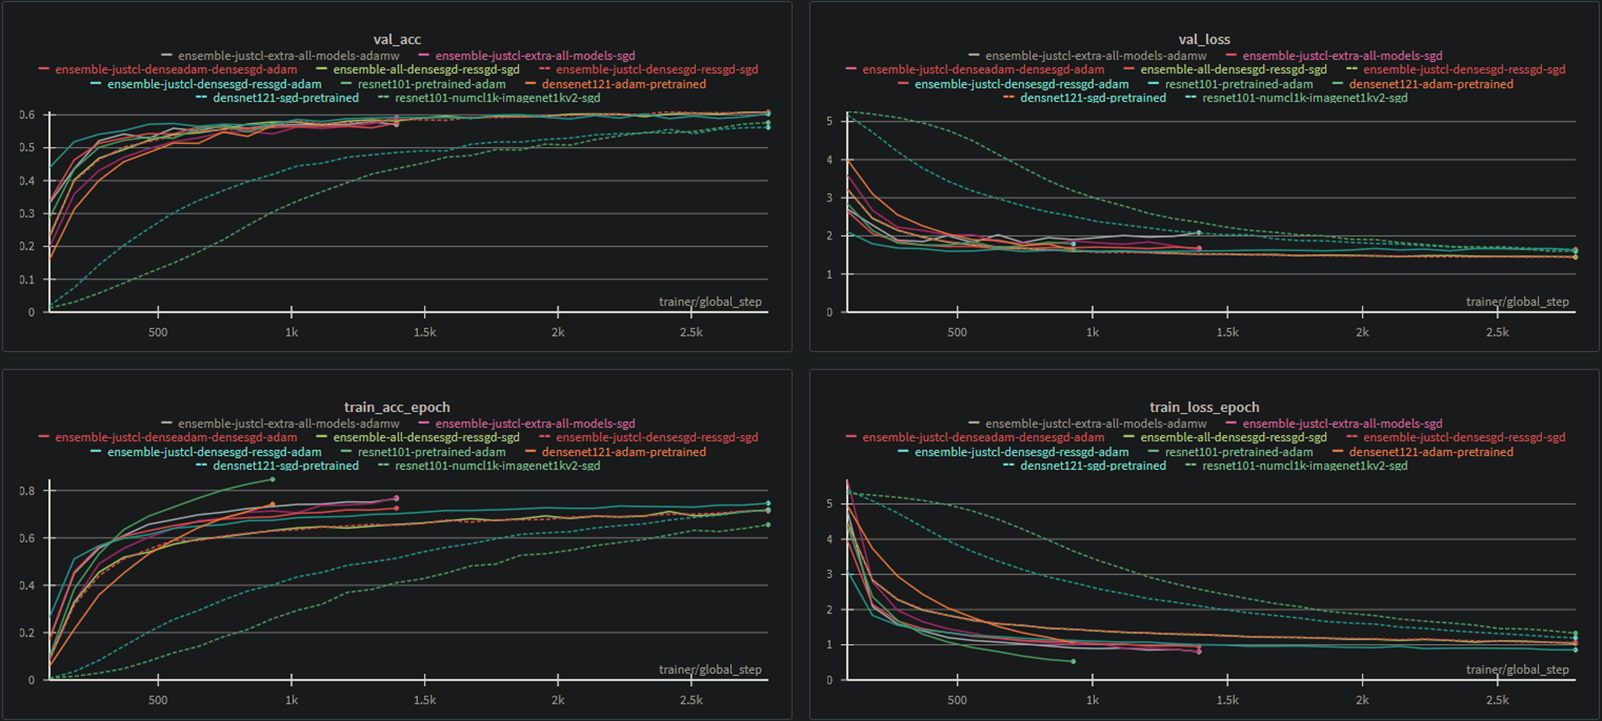 val_acc
ensemble-justcl-extra-all-models-adamw ensemble-justcl-extra-all-models-sgd
ensemble-justcl-denseadam-densesgd-adam ensemble-all-densesgd-ressgd-sgd ensemble-justcl-densesgd-ressgd-sgd
ensemble-justcl-densesgd-ressgd-adam resnet101-pretrained-adam densnet121-adam-pretrained
densnet121-sgd-pretrained resnet101-numcl1k-imagenet1kv2-sgd
0.6
0.5
0.4
0.3
0.2
0.1
0
trainer/global_step
500 1k 1.5k 2k 2.5k
val_loss
ensemble-justcl-extra-all-models-adamw ensemble-justcl-extra-all-models-sgd
ensemble-justcl-denseadam-densesgd-adam ensemble-all-densesgd-ressgd-sgd ensemble-justcl-densesgd-ressgd-sgd
ensemble-justcl-densesgd-ressgd-adam resnet101-pretrained-adam densnet121-adam-pretrained
densnet121-sgd-pretrained resnet101-numcl1k-imagenet1kv2-sgd
5
4
3
2
1
0
trainer/global_step
500 1k 1.5k 2k 2.5k
train_acc_epoch
ensemble-justcl-extra-all-models-adamw ensemble-justcl-extra-all-models-sgd
ensemble-justcl-denseadam-densesgd-adam ensemble-all-densesgd-ressgd-sgd ensemble-justcl-densesgd-ressgd-sgd
ensemble-justcl-densesgd-ressgd-adam resnet101-pretrained-adam densnet121-adam-pretrained
densnet121-sgd-pretrained resnet101-numcl1k-imagenet1kv2-sgd
0.8
0.6
0.4
0.2
0
trainer/global_step
500 1k 1.5k 2k 2.5k
train_loss_epoch
ensemble-justcl-extra-all-models-adamw ensemble-justcl-extra-all-models-sgd
ensemble-justcl-denseadam-densesgd-adam ensemble-all-densesgd-ressgd-sgd ensemble-justcl-densesgd-ressgd-sgd
ensemble-justcl-densesgd-ressgd-adam resnet101-pretrained-adam densnet121-adam-pretrained
densnet121-sgd-pretrained resnet101-numcl1k-imagenet1kv2-sgd
5
4
3
2
1
0
trainer/global_step
500 1k 1.5k 2k 2.5k